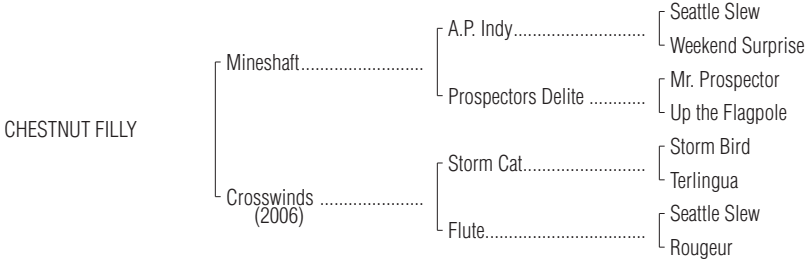 Seattle Slew
A.P. Indy..............................
Weekend Surprise
Mineshaft...........................
Mr. Prospector
Prospectors Delite .............
Up the Flagpole
CHESTNUT FILLY
Storm Bird
Storm Cat............................
Terlingua
Crosswinds .......................
(2006)
Seattle Slew
Flute....................................
Rougeur